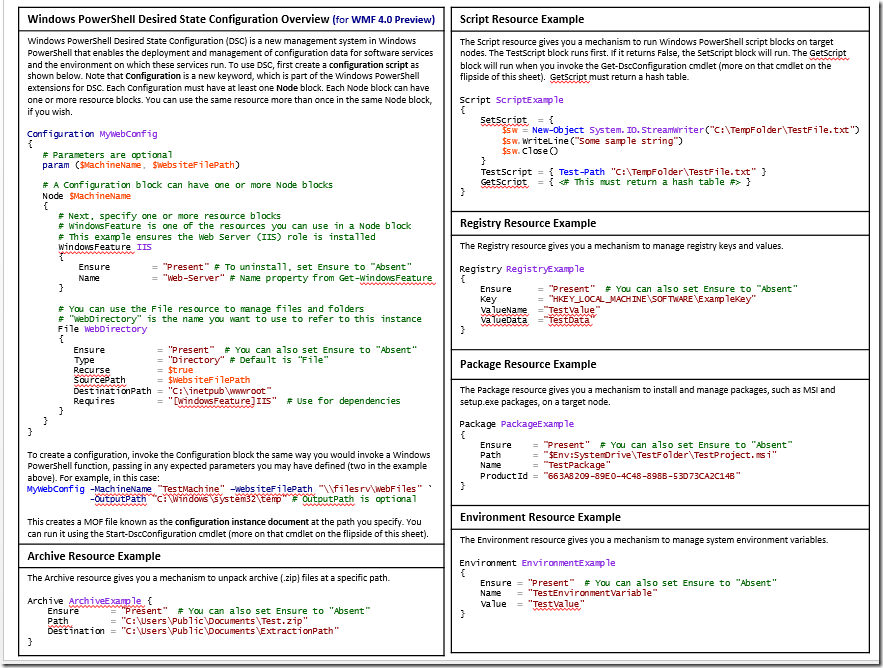 Windows PowerShell Desired State Configuration Overview (for WMF 4.0 Preview)
Windows PowerShell Desired State Configuration (DSC) is a new management system in Windows
PowerShell that enables the deployment and management of configuration data for software services
and the environment on which these services run. To use DSC, first create a configuration script as
shown below. Note that Configuration is a new keyword, which is part of the Windows PowerShell
extensions for DSC. Each Configuration must have at least one Node block. Each Node block can have
one or more resource blocks. You can use the same resource more than once in the same Node block,
if you wish.
Configuration MyWebConfig
{
# Parameters are optional
param ($MachineName, $WebsiteFilePath)
# A Configuration block can have one or more Node blocks
Node $MachineName
{
# Next, specify one or more resource blocks
# WindowsFeature is one of the resources you can use in a Node block
# This example ensures the Web Server (IIS) role is installed
WindowsFeature IIS
{
Ensure = "Present" # To uninstall, set Ensure to "Absent"
Name = "Web-Server" # Name property from Get-WindowsFeature
}
# You can use the File resource to manage files and folders
# "WebDirectory" is the name you want to use to refer to this instance
File WebDirectory
{
Ensure = "Present" # You can also set Ensure to "Absent"
Type = "Directory" # Default is "File"
Recurse = $true
SourcePath = $WebsiteFilePath
DestinationPath = "C:\inetpub\wwwroot"
Requires = "[WindowsFeature]IIS" # Use for dependencies
}
}
}
To create a configuration, invoke the Configuration block the same way you would invoke a Windows
PowerShell function, passing in any expected parameters you may have defined (two in the example
above). For example, in this case:
MyWebConfig -MachineName "TestMachine" -WebsiteFilePath "\\filesrv\WebFiles" `
-OutputPath "C:\Windows\system32\temp" # OutputPath is optional
This creates a MOF file known as the configuration instance document at the path you specify. You
can run it using the Start-DscConfiguration cmdlet (more on that cmdlet on the flipside of this sheet).
Archive Resource Example
The Archive resource gives you a mechanism to unpack archive (.zip) files at a specific path.
Archive ArchiveExample {
Ensure = "Present" # You can also set Ensure to "Absent"
Path = "C:\Users\Public\Documents\Test.zip"
Destination = "C:\Users\Public\Documents\ExtractionPath"
}
Script Resource Example
The Script resource gives you a mechanism to run Windows PowerShell script blocks on target
nodes. The TestScript block runs first. If it returns False, the SetScript block will run. The GetScript
block will run when you invoke the Get-DscConfiguration cmdlet (more on that cmdlet on the
flipside of this sheet). GetScript must return a hash table.
Script ScriptExample
{
SetScript = {
$sw = New-Object System.IO.StreamWriter("C:\TempFolder\TestFile.txt")
$sw.WriteLine("Some sample string")
$sw.Close()
}
TestScript = { Test-Path "C:\TempFolder\TestFile.txt" }
GetScript = { <# This must return a hash table #> }
}
Registry Resource Example
The Registry resource gives you a mechanism to manage registry keys and values.
Registry RegistryExample
{
Ensure = "Present" # You can also set Ensure to "Absent"
Key = "HKEY_LOCAL_MACHINE\SOFTWARE\ExampleKey"
ValueName ="TestValue"
ValueData ="TestData"
}
Package Resource Example
The Package resource gives you a mechanism to install and manage packages, such as MSI and
setup.exe packages, on a target node.
Package PackageExample
{
Ensure = "Present" # You can also set Ensure to "Absent"
Path = "$Env:SystemDrive\TestFolder\TestProject.msi"
Name = "TestPackage"
ProductId = "663A8209-89E0-4C48-898B-53D73CA2C14B"
}
Environment Resource Example
The Environment resource gives you a mechanism to manage system environment variables.
Environment EnvironmentExample
{
Ensure = "Present" # You can also set Ensure to "Absent"
Name = "TestEnvironmentVariable"
Value = "TestValue"
}